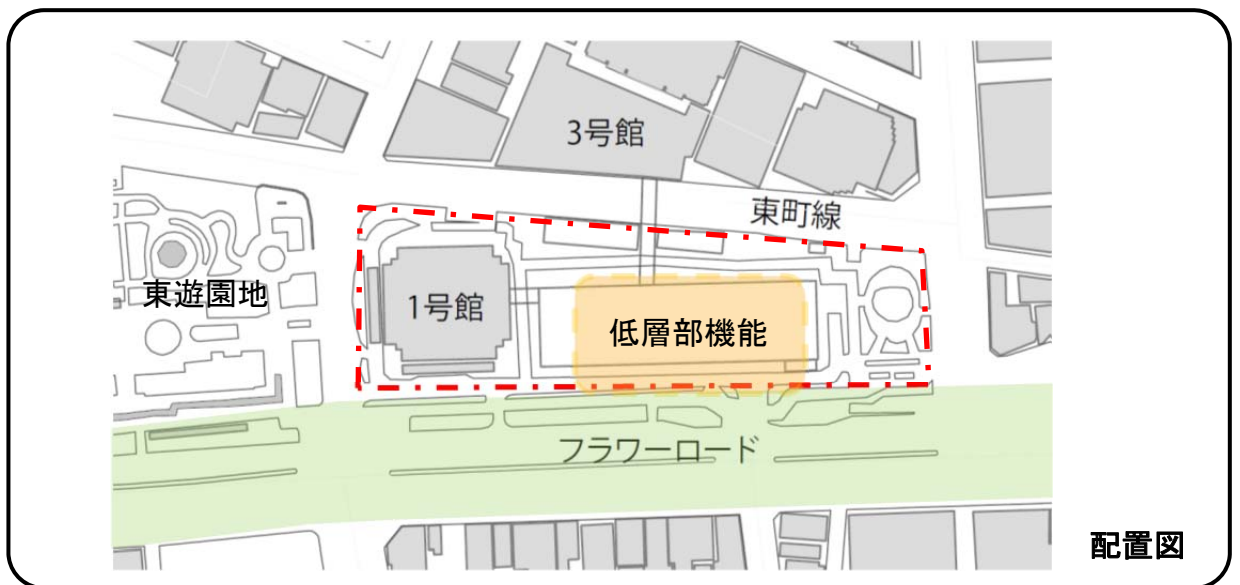 3号館
東町線
東遊園地
1号館
低層部機能
フラワーロード
配置図